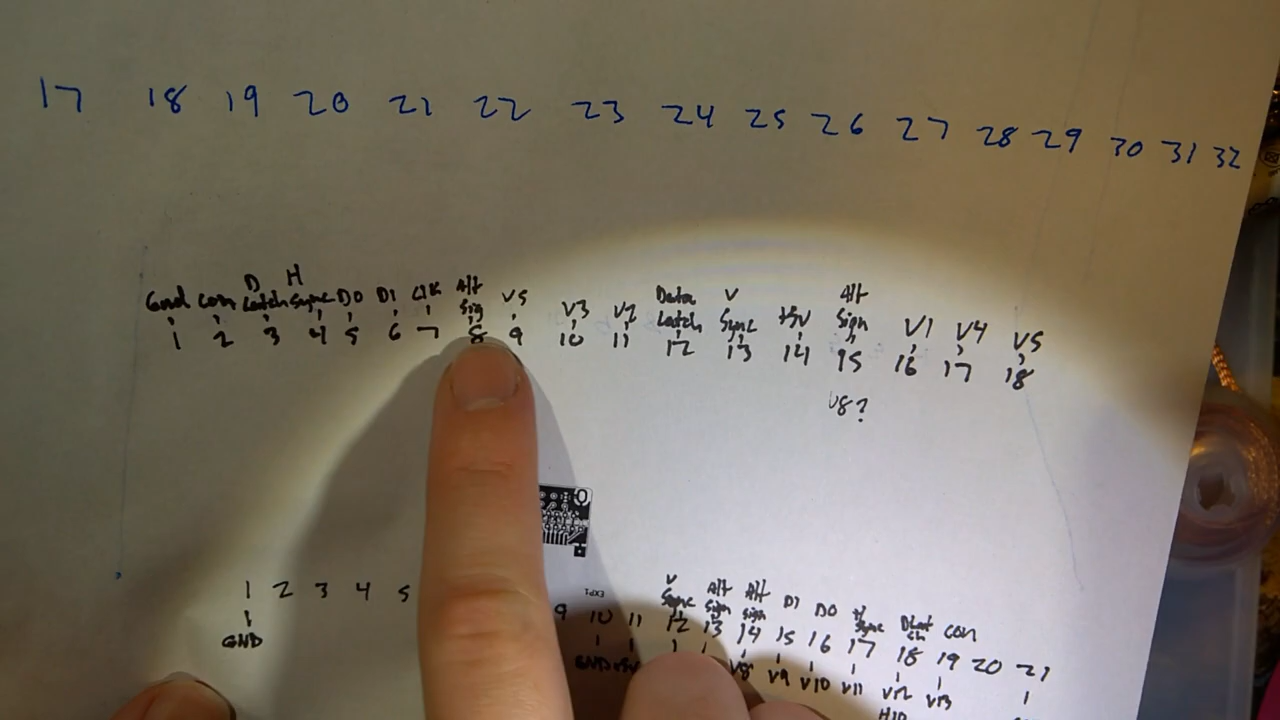 17 18 19 20 21 22 23 24 25 26 27 28 29 30 31 32
D H Alt Data V Alt
Gnd Con Latch Sync D0 D1 CLK Sig V5 V3 V2 Latch Sync +5V Sign V1 V4 V5
1 2 3 4 5 6 7 8 9 10 11 12 13 14 15 16 17 18
V8?
EXP1
V Alt Alt
Sync sign sign D1 D0 Sync con
1 2 3 4 5 9 10 11 12 13 14 15 16 17 18 19 20 21
GND GND V8 V9 V10 V11 V12 V13
H10